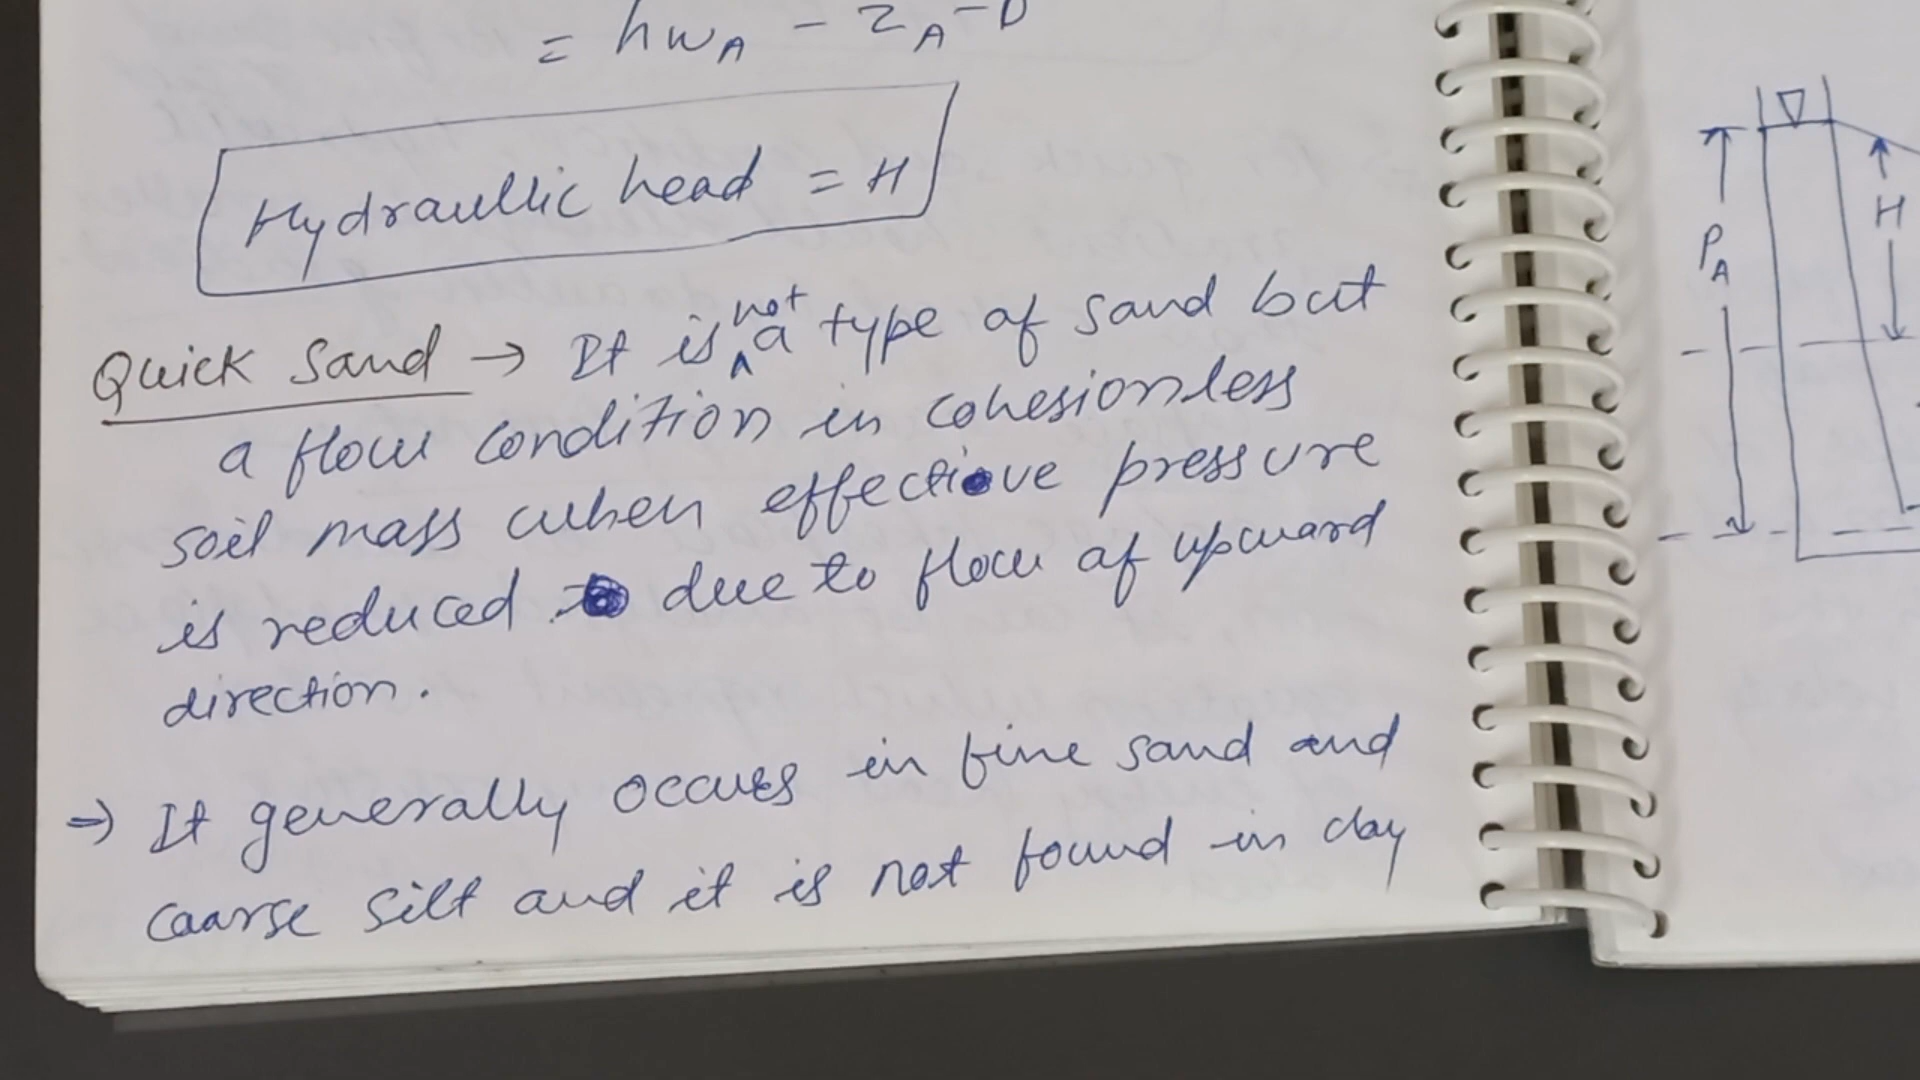 = hw_A - Z_A - D
Hydraullic head = H
Quick Sand → It is not a type of sand but
a flow condition in cohesionless
soil mass when effective pressure
is reduced due to flow of upward
direction.
⇒ It generally occurs in fine sand and
coarse silt and it is not found in clay
P_A
H